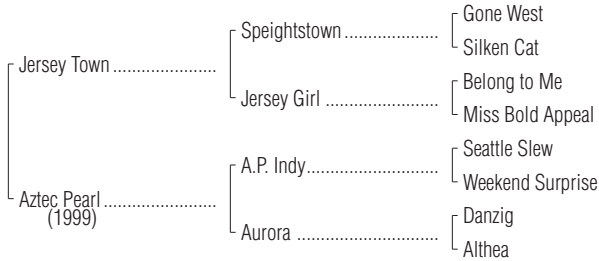 Gone West
Speightstown
Silken Cat
Jersey Town
Belong to Me
Jersey Girl
Miss Bold Appeal
Seattle Slew
A.P. Indy
Weekend Surprise
Aztec Pearl
(1999)
Danzig
Aurora
Althea